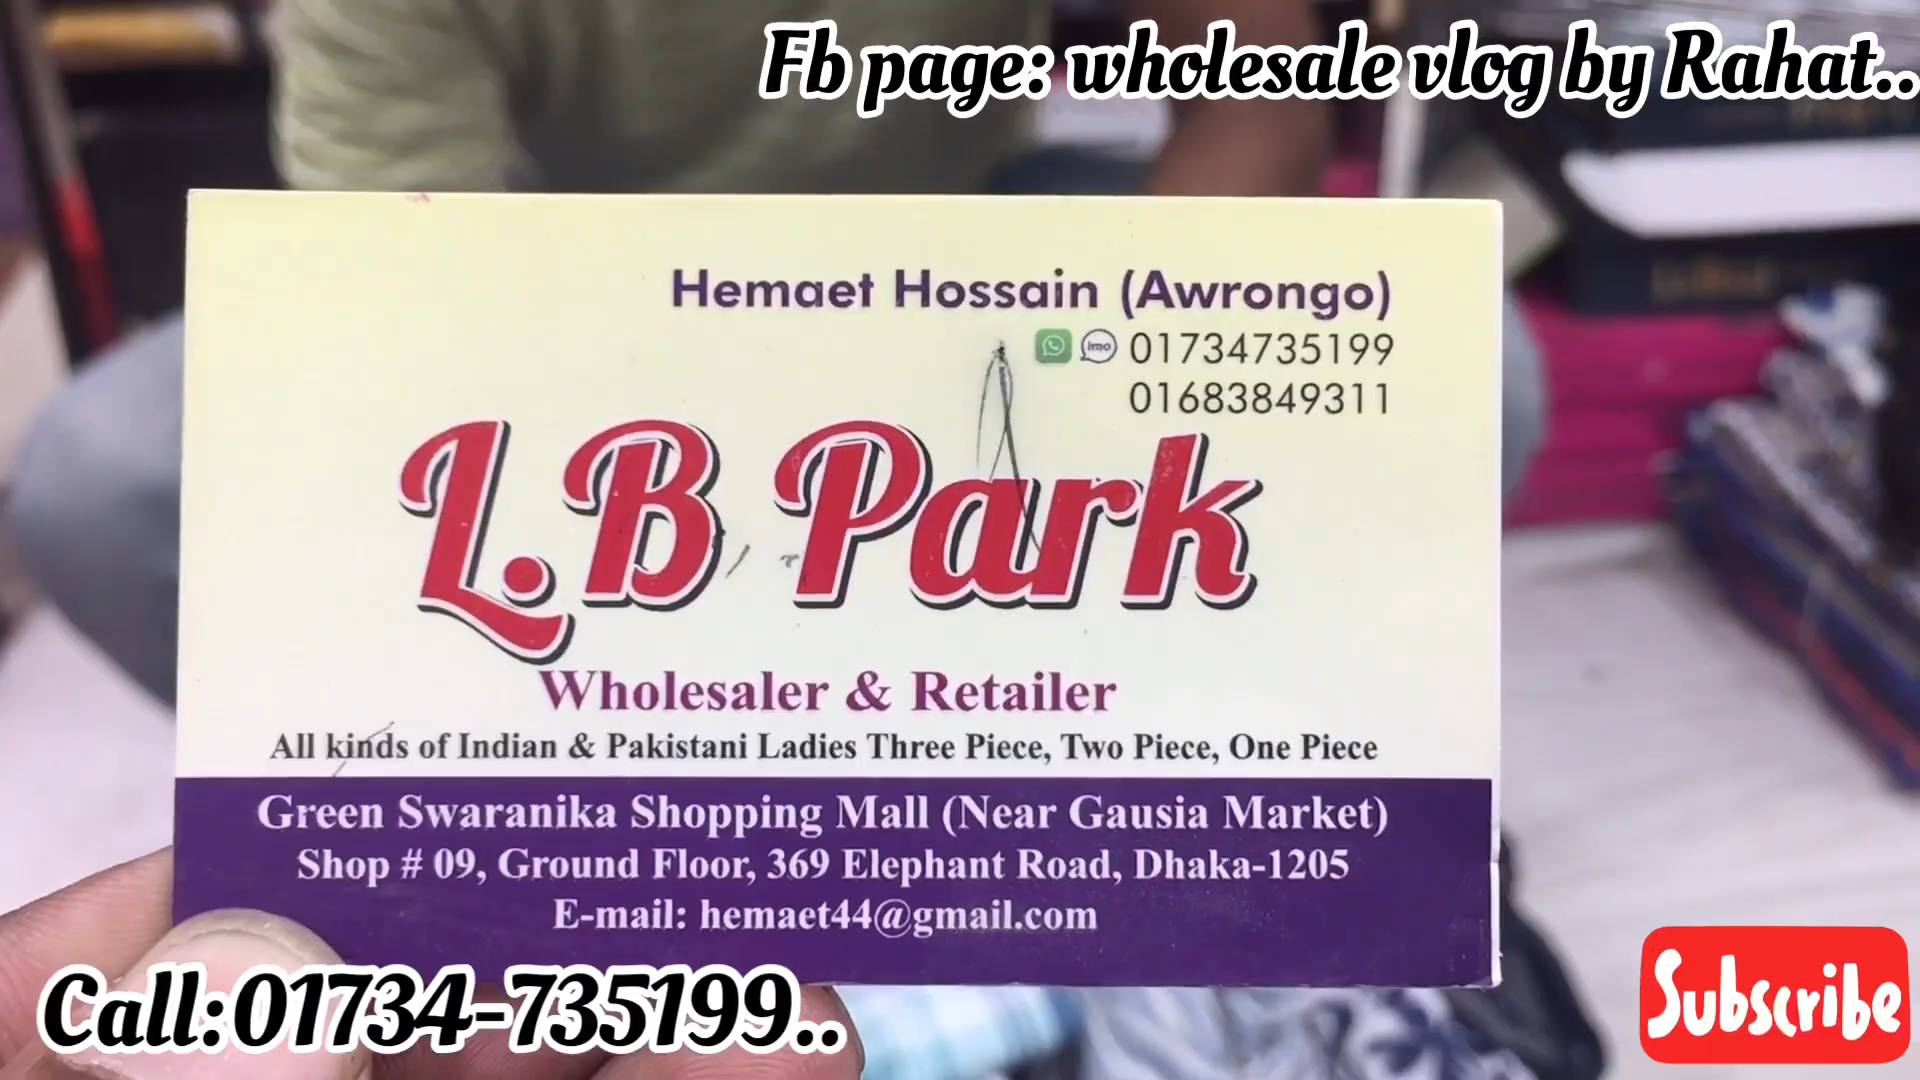 Fb page: wholesale vlog by Rahat..
Hemaet Hossain (Awrongo)
imo 01734735199
01683849311
L.B Park
Wholesaler & Retailer
All kinds of Indian & Pakistani Ladies Three Piece, Two Piece, One Piece
Green Swaranika Shopping Mall (Near Gausia Market)
Shop # 09, Ground Floor, 369 Elephant Road, Dhaka-1205
E-mail: hemaet44@gmail.com
Call:01734-735199..
Subscribe